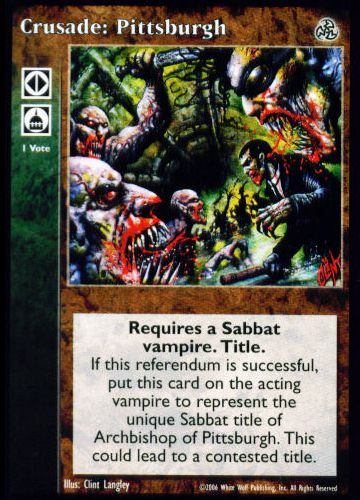 Crusade: Pittsburgh
1 Vote
Requires a Sabbat
vampire. Title.
If this referendum is successful,
put this card on the acting
vampire to represent the
unique Sabbat title of
Archbishop of Pittsburgh. This
could lead to a contested title.
Illus: Clint Langley
©2006 White Wolf Publishing, Inc. All Rights Reserved